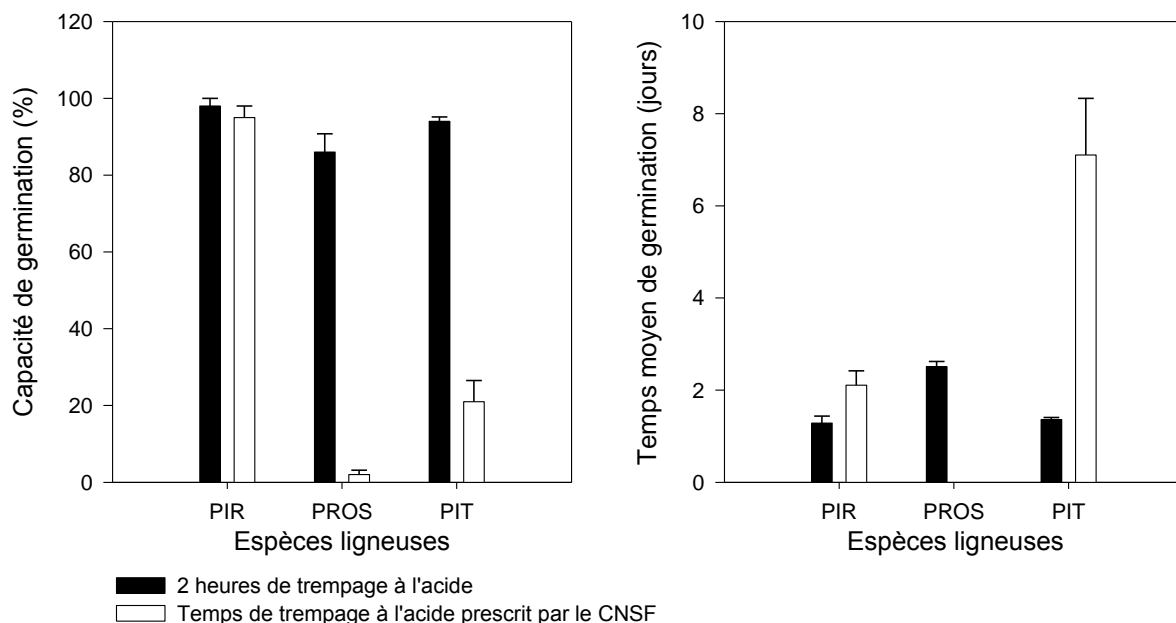 Capacité de germination (%)
120
100
80
60
40
20
0
PIR PROS PIT
Espèces ligneuses
Temps moyen de germination (jours)
10
8
6
4
2
0
PIR PROS PIT
Espèces ligneuses
2 heures de trempage à l'acide
Temps de trempage à l'acide prescrit par le CNSF